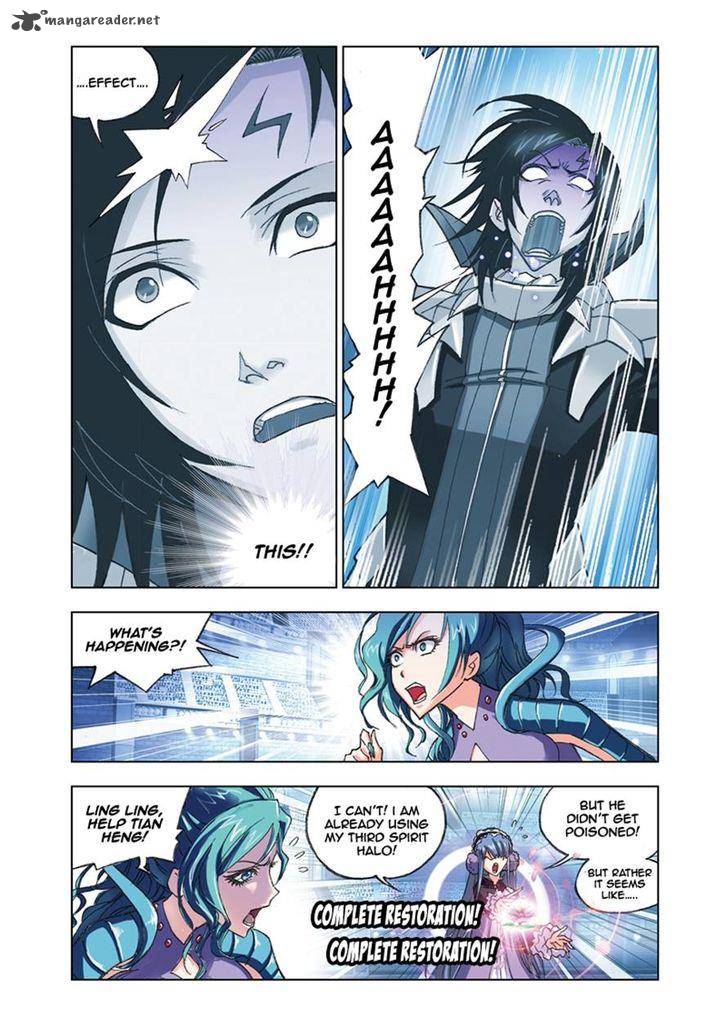 mangareader.net
....EFFECT....
THIS!!
AAAAAAAHHHHH!
WHAT'S
HAPPENING?!
LING LING,
HELP TIAN
HENG!
I CAN'T! I AM
ALREADY USING
MY THIRD SPIRIT
HALO!
BUT HE
DIDN'T GET
POISONED!
BUT RATHER
IT SEEMS
LIKE.....
COMPLETE RESTORATION!
COMPLETE RESTORATION!